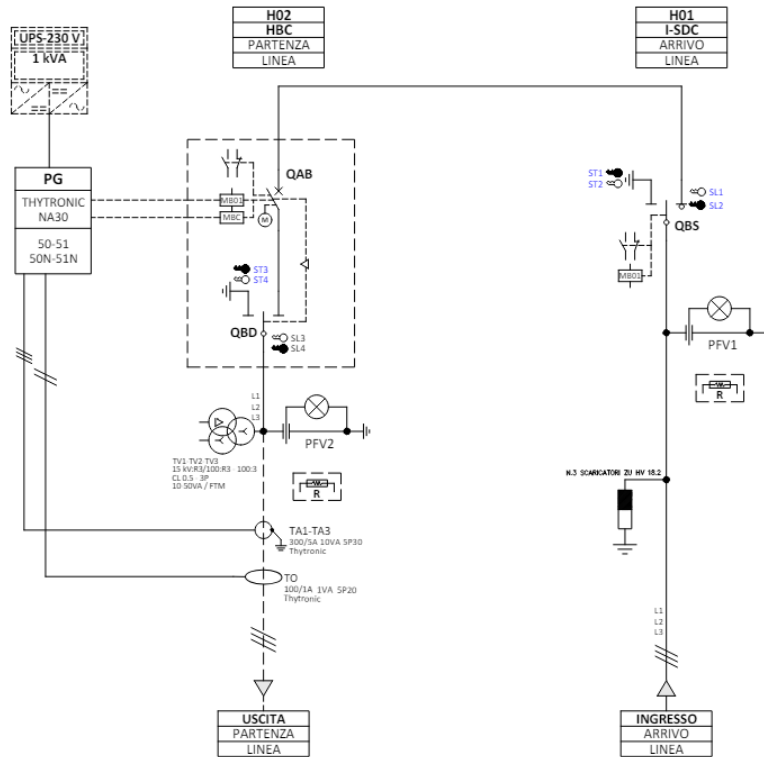 H02
HBC
PARTENZA
LINEA
H01
I-SDC
ARRIVO
LINEA
UPS-230 V
1 kVA
PG
THYTRONIC
NA30
50-51
50N-51N
QAB
MB01
MBC
M
ST3
ST4
QBD
SL3
SL4
ST1
ST2
SL1
SL2
QBS
MB01
PFV1
R
L1
L2
L3
PFV2
R
TV1-TV2-TV3
15 kV:R3/100:R3 - 100:3
CL 0.5 - 3P
10 50VA / FTM
N.3 SCARICATORI ZU HV 18.2
TA1-TA3
300/5A 10VA 5P30
Thytronic
TO
100/1A 1VA 5P20
Thytronic
L1
L2
L3
USCITA
PARTENZA
LINEA
INGRESSO
ARRIVO
LINEA